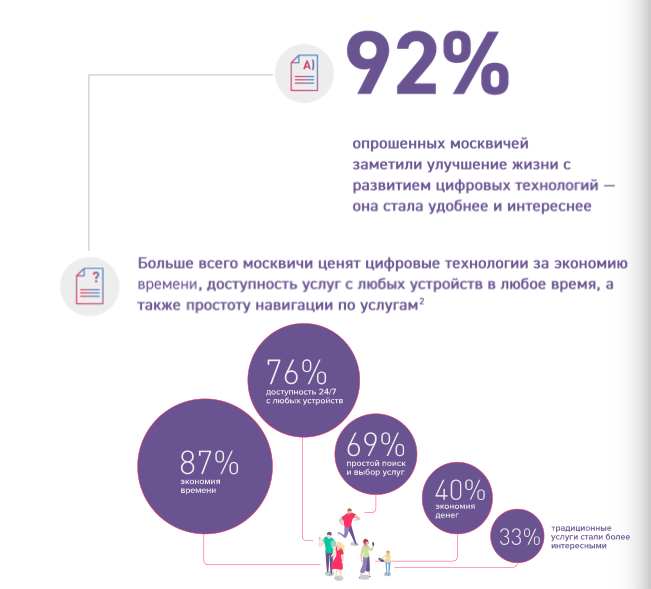 A)
92%
опрошенных москвичей
заметили улучшение жизни с
развитием цифровых технологий —
она стала удобнее и интереснее
?
Больше всего москвичи ценят цифровые технологии за экономию
времени, доступность услуг с любых устройств в любое время, а
также простоту навигации по услугам²
76%
доступность 24/7
с любых устройств
87%
экономия
времени
69%
простой поиск
и выбор услуг
40%
экономия
денег
33%
традиционные
услуги стали более
интересными